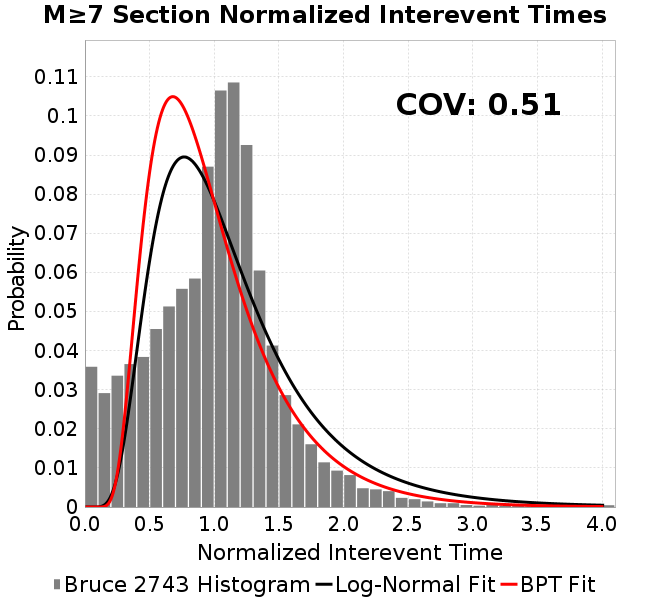 M≥7 Section Normalized Interevent Times
COV: 0.51
Probability
0.11
0.1
0.09
0.08
0.07
0.06
0.05
0.04
0.03
0.02
0.01
0
0.0 0.5 1.0 1.5 2.0 2.5 3.0 3.5 4.0
Normalized Interevent Time
Bruce 2743 Histogram Log-Normal Fit BPT Fit